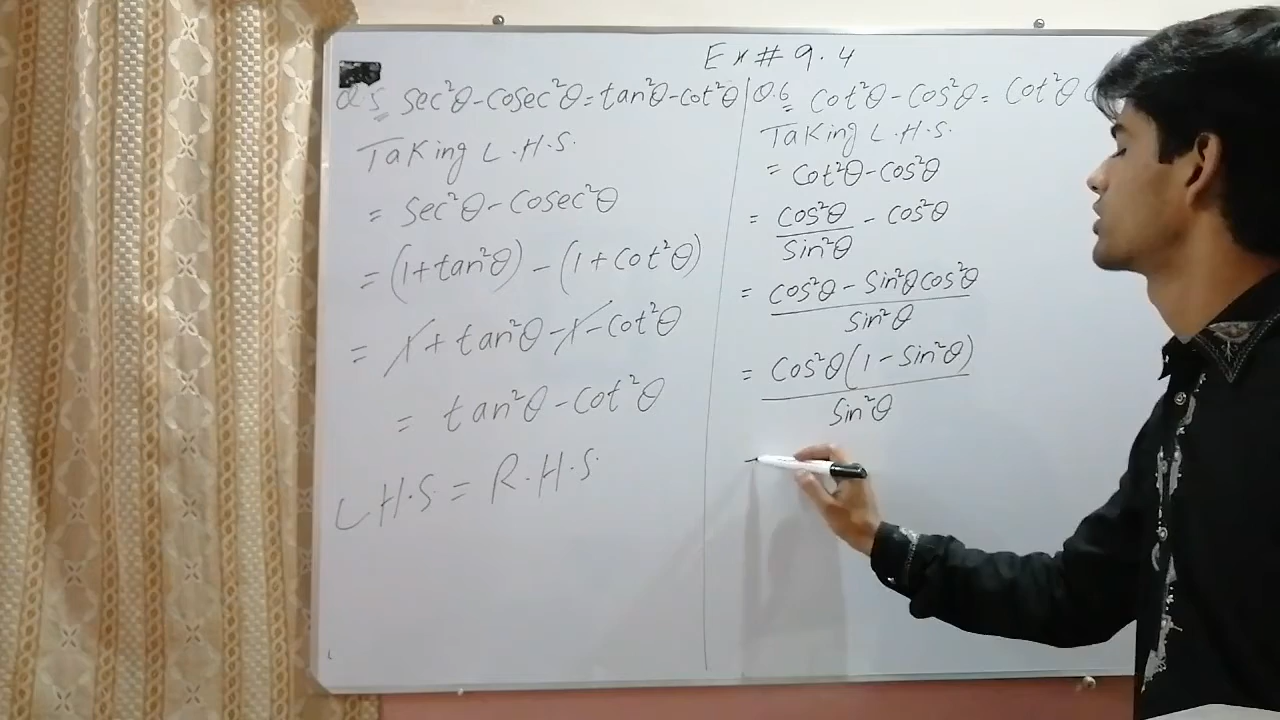 Ex # 9.4
Q.5 sec²θ - cosec²θ = tan²θ - cot²θ
Taking L.H.S.
= sec²θ - cosec²θ
= (1+tan²θ) - (1+cot²θ)
= 1 + tan²θ - 1 - cot²θ
= tan²θ - cot²θ
L.H.S = R.H.S
Q.6 cot²θ - cos²θ = cot²θ
Taking L.H.S.
= cot²θ - cos²θ
= cos²θ/sin²θ - cos²θ
= cos²θ - sin²θ cos²θ
sin²θ
= cos²θ(1 - sin²θ)
sin²θ